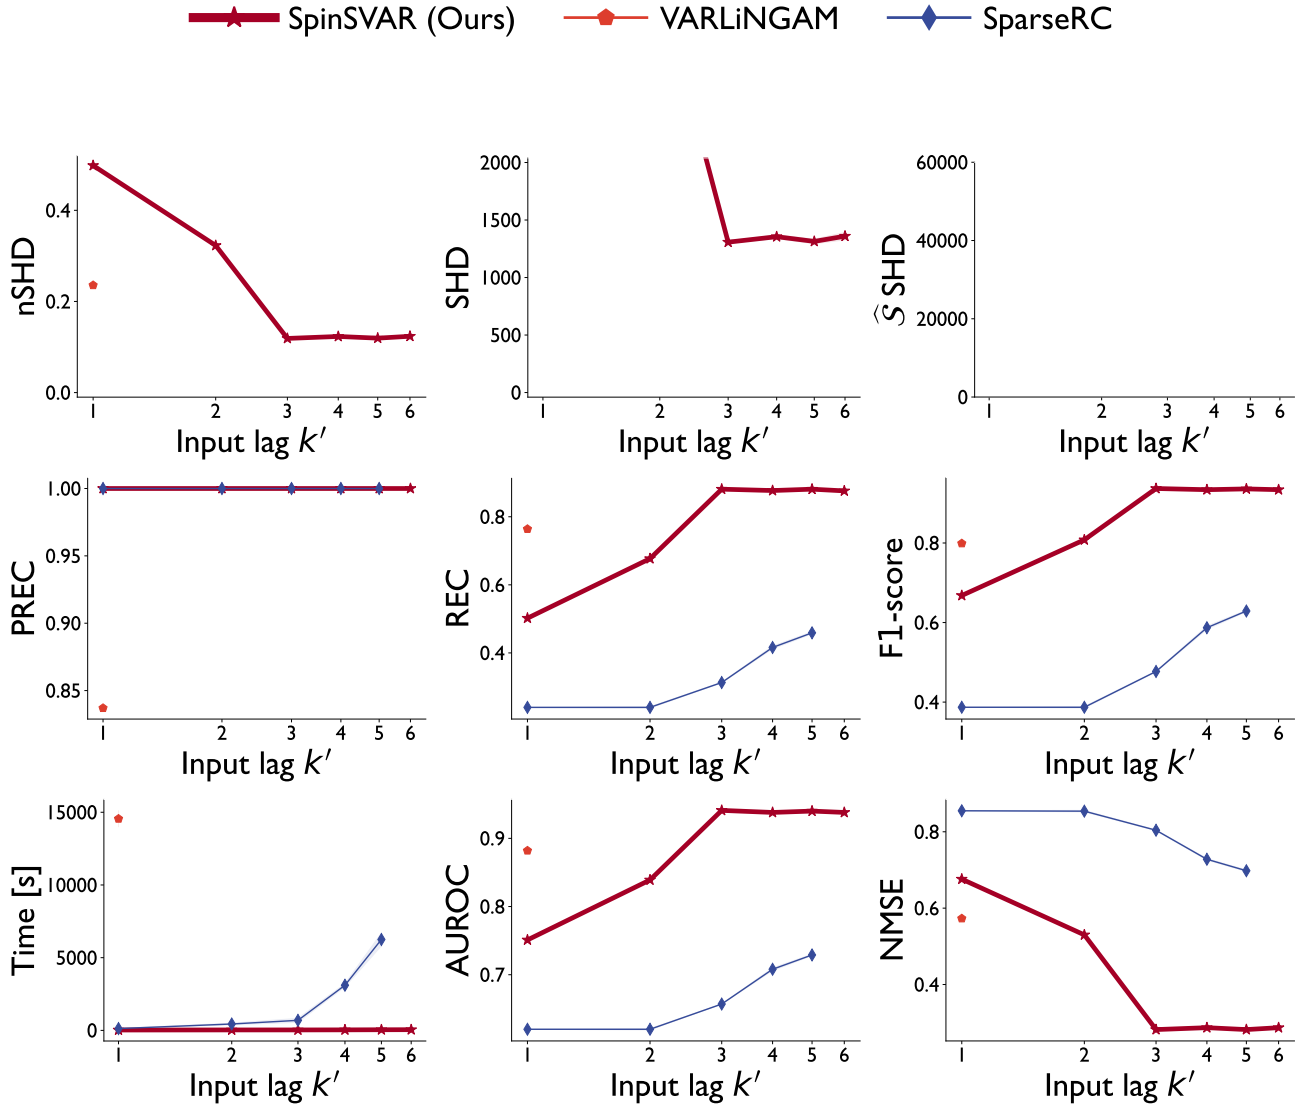 SpinSVAR (Ours) VARLiNGAM SparseRC
nSHD
0.4
0.2
0.0
1 2 3 4 5 6
Input lag k′
SHD
2000
1500
1000
500
0
1 2 3 4 5 6
Input lag k′
Ŝ SHD
60000
40000
20000
0
1 2 3 4 5 6
Input lag k′
PREC
1.00
0.95
0.90
0.85
1 2 3 4 5 6
Input lag k′
REC
0.8
0.6
0.4
1 2 3 4 5 6
Input lag k′
F1-score
0.8
0.6
0.4
1 2 3 4 5 6
Input lag k′
Time [s]
15000
10000
5000
0
1 2 3 4 5 6
Input lag k′
AUROC
0.9
0.8
0.7
1 2 3 4 5 6
Input lag k′
NMSE
0.8
0.6
0.4
1 2 3 4 5 6
Input lag k′